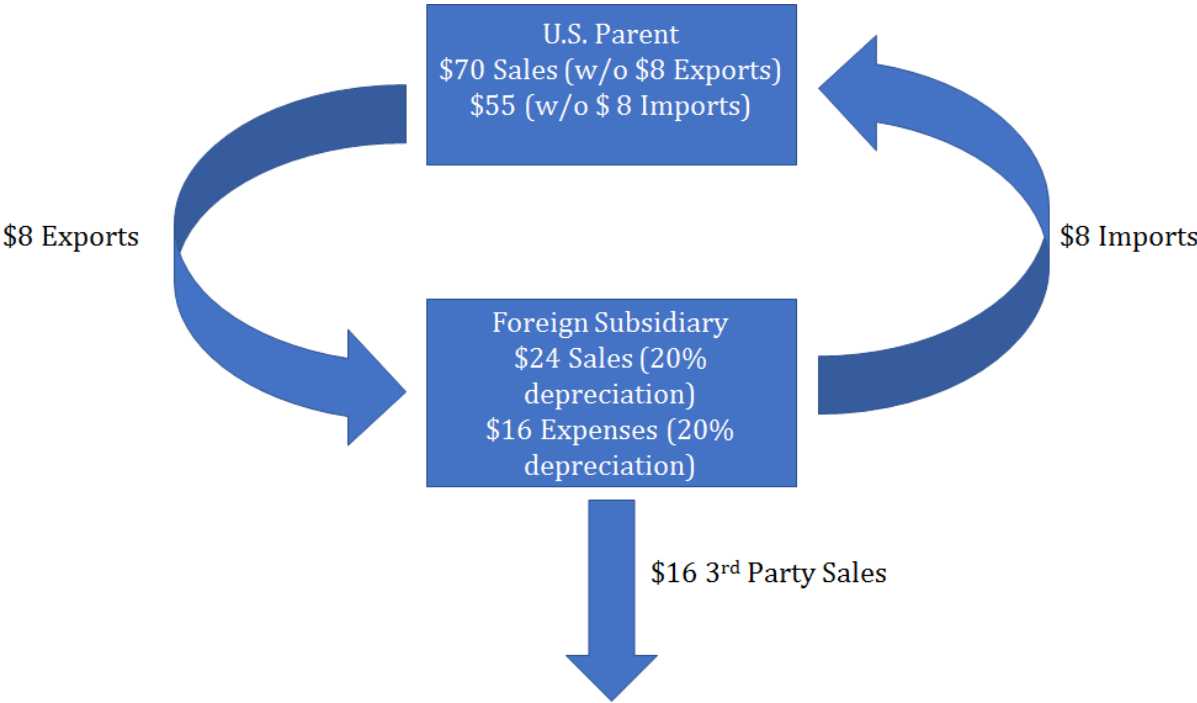 U.S. Parent
$70 Sales (w/o $8 Exports)
$55 (w/o $ 8 Imports)
$8 Exports
$8 Imports
Foreign Subsidiary
$24 Sales (20%
depreciation)
$16 Expenses (20%
depreciation)
$16 3rd Party Sales